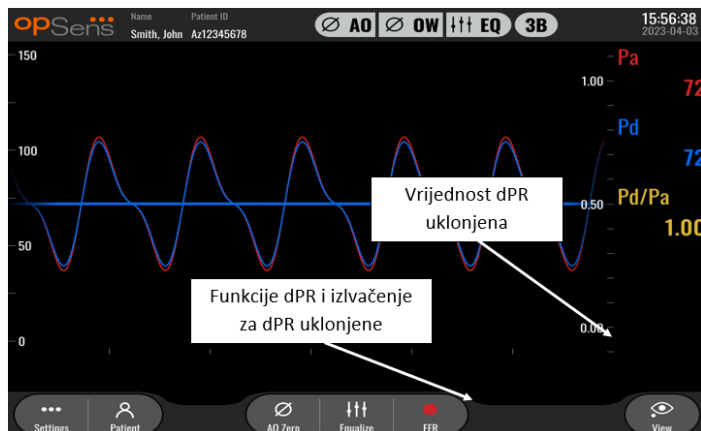 opSens
Name
Patient ID
Smith, John
Az12345678
AO
OW
EQ
3B
15:56:38
2023-04-03
150
100
50
0
1.00
0.50
0.00
Pa
72
Pd
72
Pd/Pa
1.00
Vrijednost dPR
uklonjena
Funkcije dPR i izlvačenje
za dPR uklonjene
Settings
Patient
AO Zero
Equalize
FFR
View